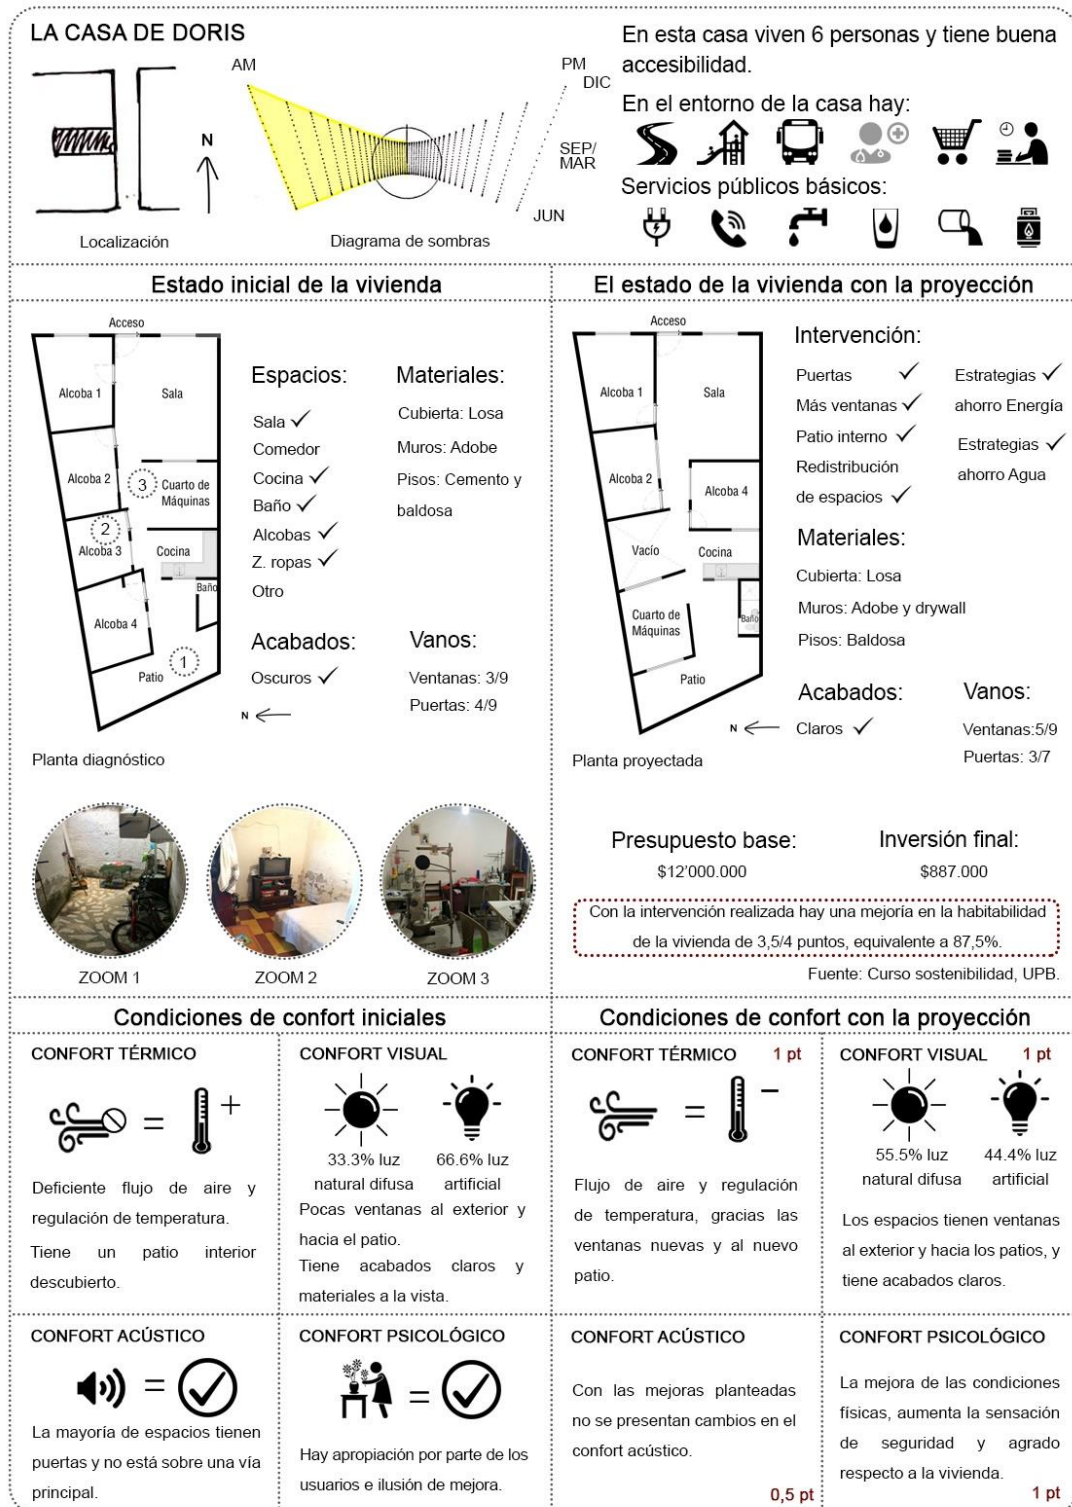 LA CASA DE DORIS
AM
PM
DIC
SEP/
MAR
JUN
N
Localización
Diagrama de sombras
En esta casa viven 6 personas y tiene buena
accesibilidad.
En el entorno de la casa hay:
Servicios públicos básicos:
Estado inicial de la vivienda
Acceso
Alcoba 1
Sala
Alcoba 2
3
Cuarto de
Máquinas
2
Alcoba 3
Cocina
Baño
Alcoba 4
1
Patio
N
Planta diagnóstico
Espacios:
Sala ✓
Comedor
Cocina ✓
Baño ✓
Alcobas ✓
Z. ropas ✓
Otro
Materiales:
Cubierta: Losa
Muros: Adobe
Pisos: Cemento y
baldosa
Acabados:
Oscuros ✓
Vanos:
Ventanas: 3/9
Puertas: 4/9
ZOOM 1
ZOOM 2
ZOOM 3
El estado de la vivienda con la proyección
Acceso
Alcoba 1
Sala
Alcoba 2
Alcoba 4
Vacío
Cocina
Cuarto de
Máquinas
Baño
Patio
N
Planta proyectada
Intervención:
Puertas ✓
Más ventanas ✓
Patio interno ✓
Redistribución
de espacios ✓
Estrategias ✓
ahorro Energía
Estrategias ✓
ahorro Agua
Materiales:
Cubierta: Losa
Muros: Adobe y drywall
Pisos: Baldosa
Acabados:
Claros ✓
Vanos:
Ventanas:5/9
Puertas: 3/7
Presupuesto base:
$12'000.000
Inversión final:
$887.000
Con la intervención realizada hay una mejoría en la habitabilidad
de la vivienda de 3,5/4 puntos, equivalente a 87,5%.
Fuente: Curso sostenibilidad, UPB.
Condiciones de confort iniciales
CONFORT TÉRMICO
= +
Deficiente flujo de aire y
regulación de temperatura.
Tiene un patio interior
descubierto.
CONFORT VISUAL
33.3% luz
natural difusa
66.6% luz
artificial
Pocas ventanas al exterior y
hacia el patio.
Tiene acabados claros y
materiales a la vista.
CONFORT ACÚSTICO
=
La mayoría de espacios tienen
puertas y no está sobre una vía
principal.
CONFORT PSICOLÓGICO
=
Hay apropiación por parte de los
usuarios e ilusión de mejora.
Condiciones de confort con la proyección
CONFORT TÉRMICO 1 pt
= −
Flujo de aire y regulación
de temperatura, gracias las
ventanas nuevas y al nuevo
patio.
CONFORT VISUAL 1 pt
55.5% luz
natural difusa
44.4% luz
artificial
Los espacios tienen ventanas
al exterior y hacia los patios, y
tiene acabados claros.
CONFORT ACÚSTICO
Con las mejoras planteadas
no se presentan cambios en el
confort acústico.
0,5 pt
CONFORT PSICOLÓGICO
La mejora de las condiciones
físicas, aumenta la sensación
de seguridad y agrado
respecto a la vivienda.
1 pt